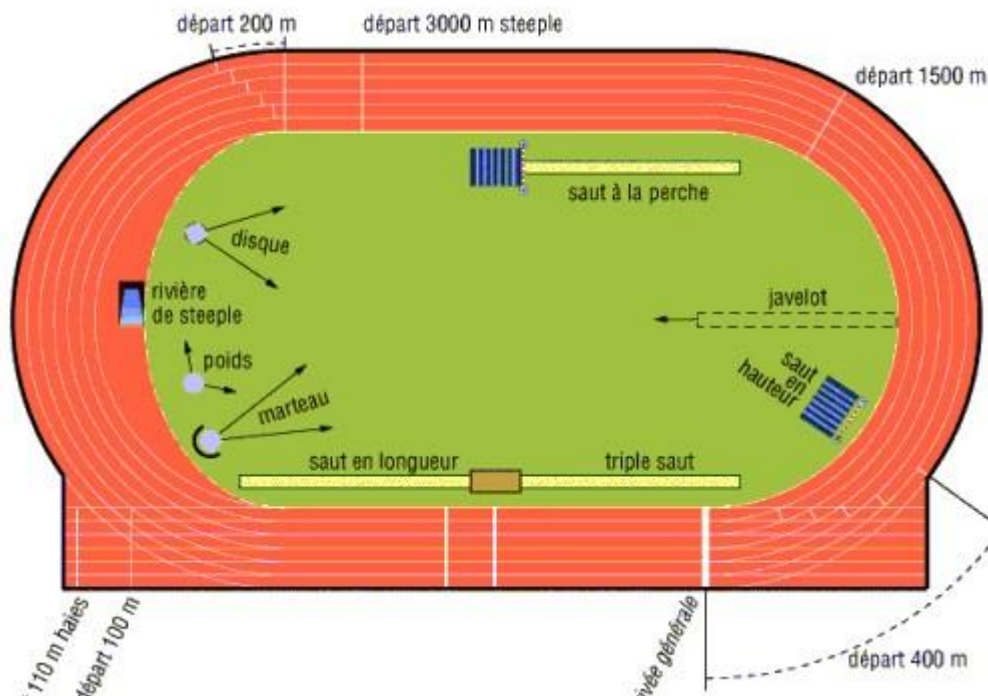 départ 200 m
départ 3000 m steeple
départ 1500 m
saut à la perche
disque
rivière
de steeple
javelot
poids
saut
en
hauteur
marteau
saut en longueur
triple saut
110 m haies
départ 100 m
générale
départ 400 m